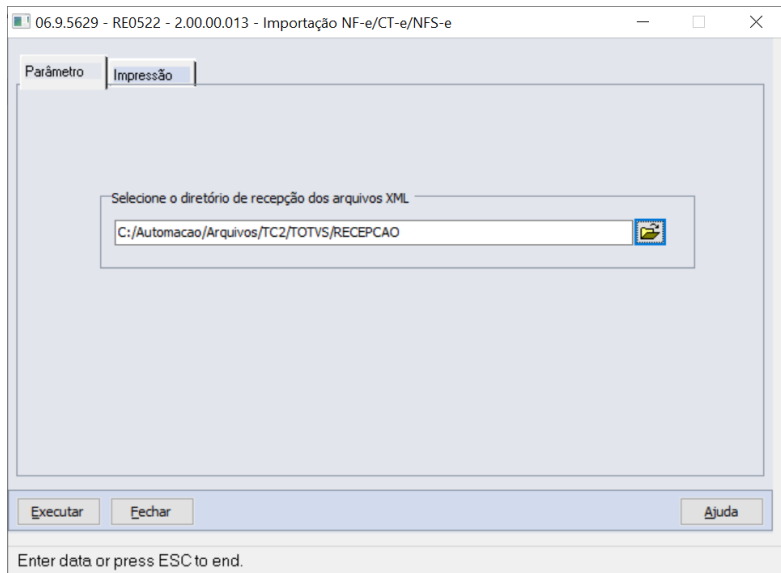 06.9.5629 - RE0522 - 2.00.00.013 - Importação NF-e/CT-e/NFS-e
Parâmetro
Impressão
Selecione o diretório de recepção dos arquivos XML
C:/Automacao/Arquivos/TC2/TOTVS/RECEPCAO
Executar
Fechar
Ajuda
Enter data or press ESC to end.